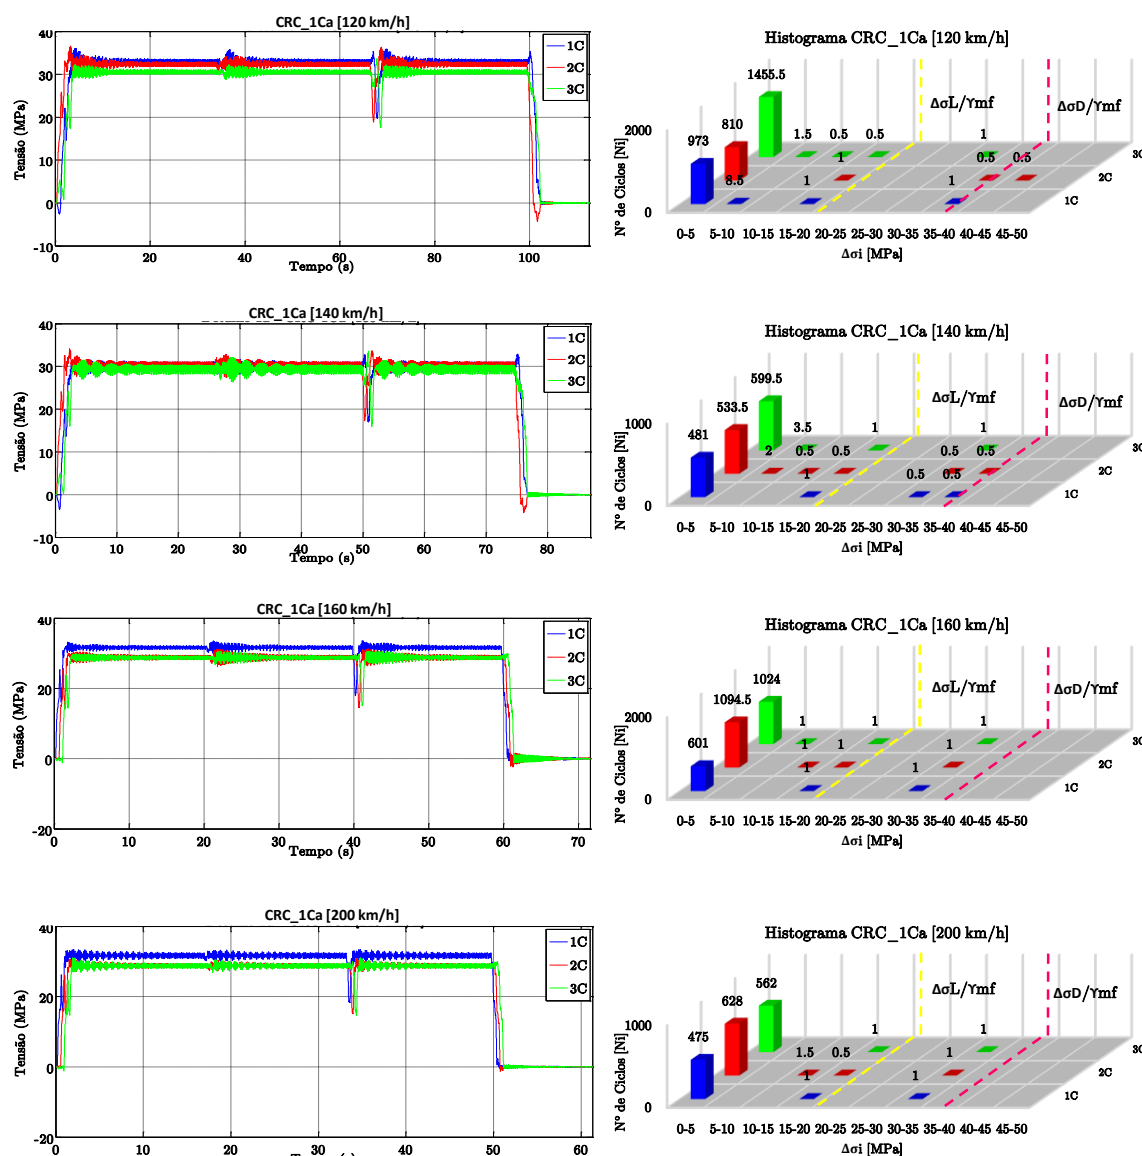 CRC_1Ca [120 km/h]
40
30
20
10
0
-10
Tensão (MPa)
1C
2C
3C
0
20
40
60
80
100
Tempo (s)
Histograma CRC_1Ca [120 km/h]
ΔσL/ϒmf
ΔσD/ϒmf
1455.5
810
973
1.5
0.5
0.5
1
1
0.5
0.5
8.5
1
1
2000
0
Nº de Ciclos [Ni]
0-5
5-10
10-15
15-20
20-25
25-30
30-35
35-40
40-45
45-50
Δσi [MPa]
1C
2C
3C
CRC_1Ca [140 km/h]
40
30
20
10
0
-10
Tensão (MPa)
1C
2C
3C
0
10
20
30
40
50
60
70
80
Tempo (s)
Histograma CRC_1Ca [140 km/h]
ΔσL/ϒmf
ΔσD/ϒmf
599.5
533.5
481
3.5
1
1
2
0.5
0.5
0.5
0.5
1
0.5
0.5
1000
0
Nº de Ciclos [Ni]
0-5
5-10
10-15
15-20
20-25
25-30
30-35
35-40
40-45
45-50
Δσi [MPa]
1C
2C
3C
CRC_1Ca [160 km/h]
40
20
0
-20
Tensão (MPa)
1C
2C
3C
0
10
20
30
40
50
60
70
Tempo (s)
Histograma CRC_1Ca [160 km/h]
ΔσL/ϒmf
ΔσD/ϒmf
1024
1094.5
601
1
1
1
1
1
1
1
1
2000
0
Nº de Ciclos [Ni]
0-5
5-10
10-15
15-20
20-25
25-30
30-35
35-40
40-45
45-50
Δσi [MPa]
1C
2C
3C
CRC_1Ca [200 km/h]
40
20
0
-20
Tensão (MPa)
1C
2C
3C
0
10
20
30
40
50
60
Tempo (s)
Histograma CRC_1Ca [200 km/h]
ΔσL/ϒmf
ΔσD/ϒmf
562
628
475
1
1
1.5
0.5
1
1
1
1000
0
Nº de Ciclos [Ni]
0-5
5-10
10-15
15-20
20-25
25-30
30-35
35-40
40-45
45-50
Δσi [MPa]
1C
2C
3C